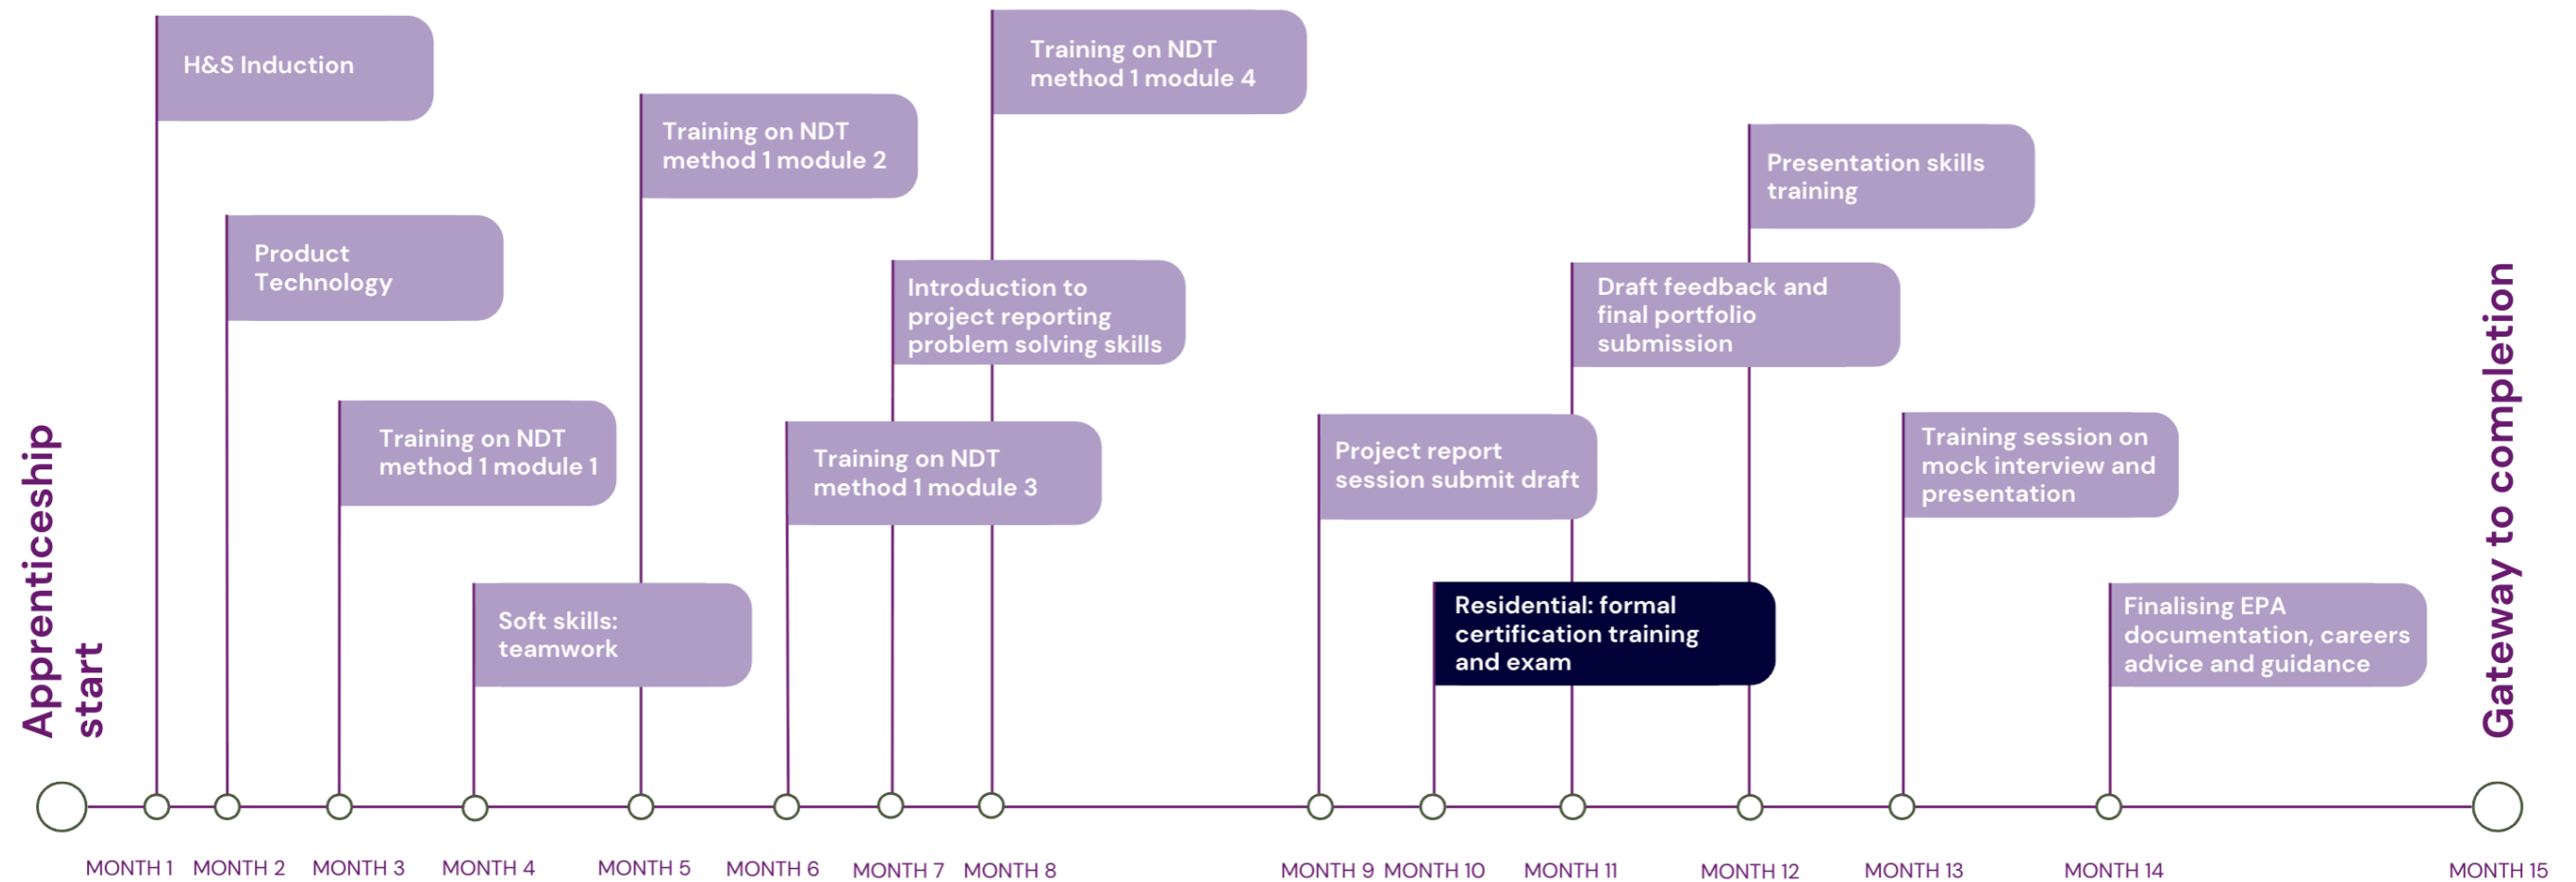 Apprenticeship
start
H&S Induction
Product
Technology
Training on NDT
method 1 module 1
Soft skills:
teamwork
Training on NDT
method 1 module 2
Training on NDT
method 1 module 3
Introduction to
project reporting
problem solving skills
Training on NDT
method 1 module 4
Project report
session submit draft
Residential: formal
certification training
and exam
Draft feedback and
final portfolio
submission
Presentation skills
training
Training session on
mock interview and
presentation
Finalising EPA
documentation, careers
advice and guidance
Gateway to completion
MONTH 1
MONTH 2
MONTH 3
MONTH 4
MONTH 5
MONTH 6
MONTH 7
MONTH 8
MONTH 9
MONTH 10
MONTH 11
MONTH 12
MONTH 13
MONTH 14
MONTH 15